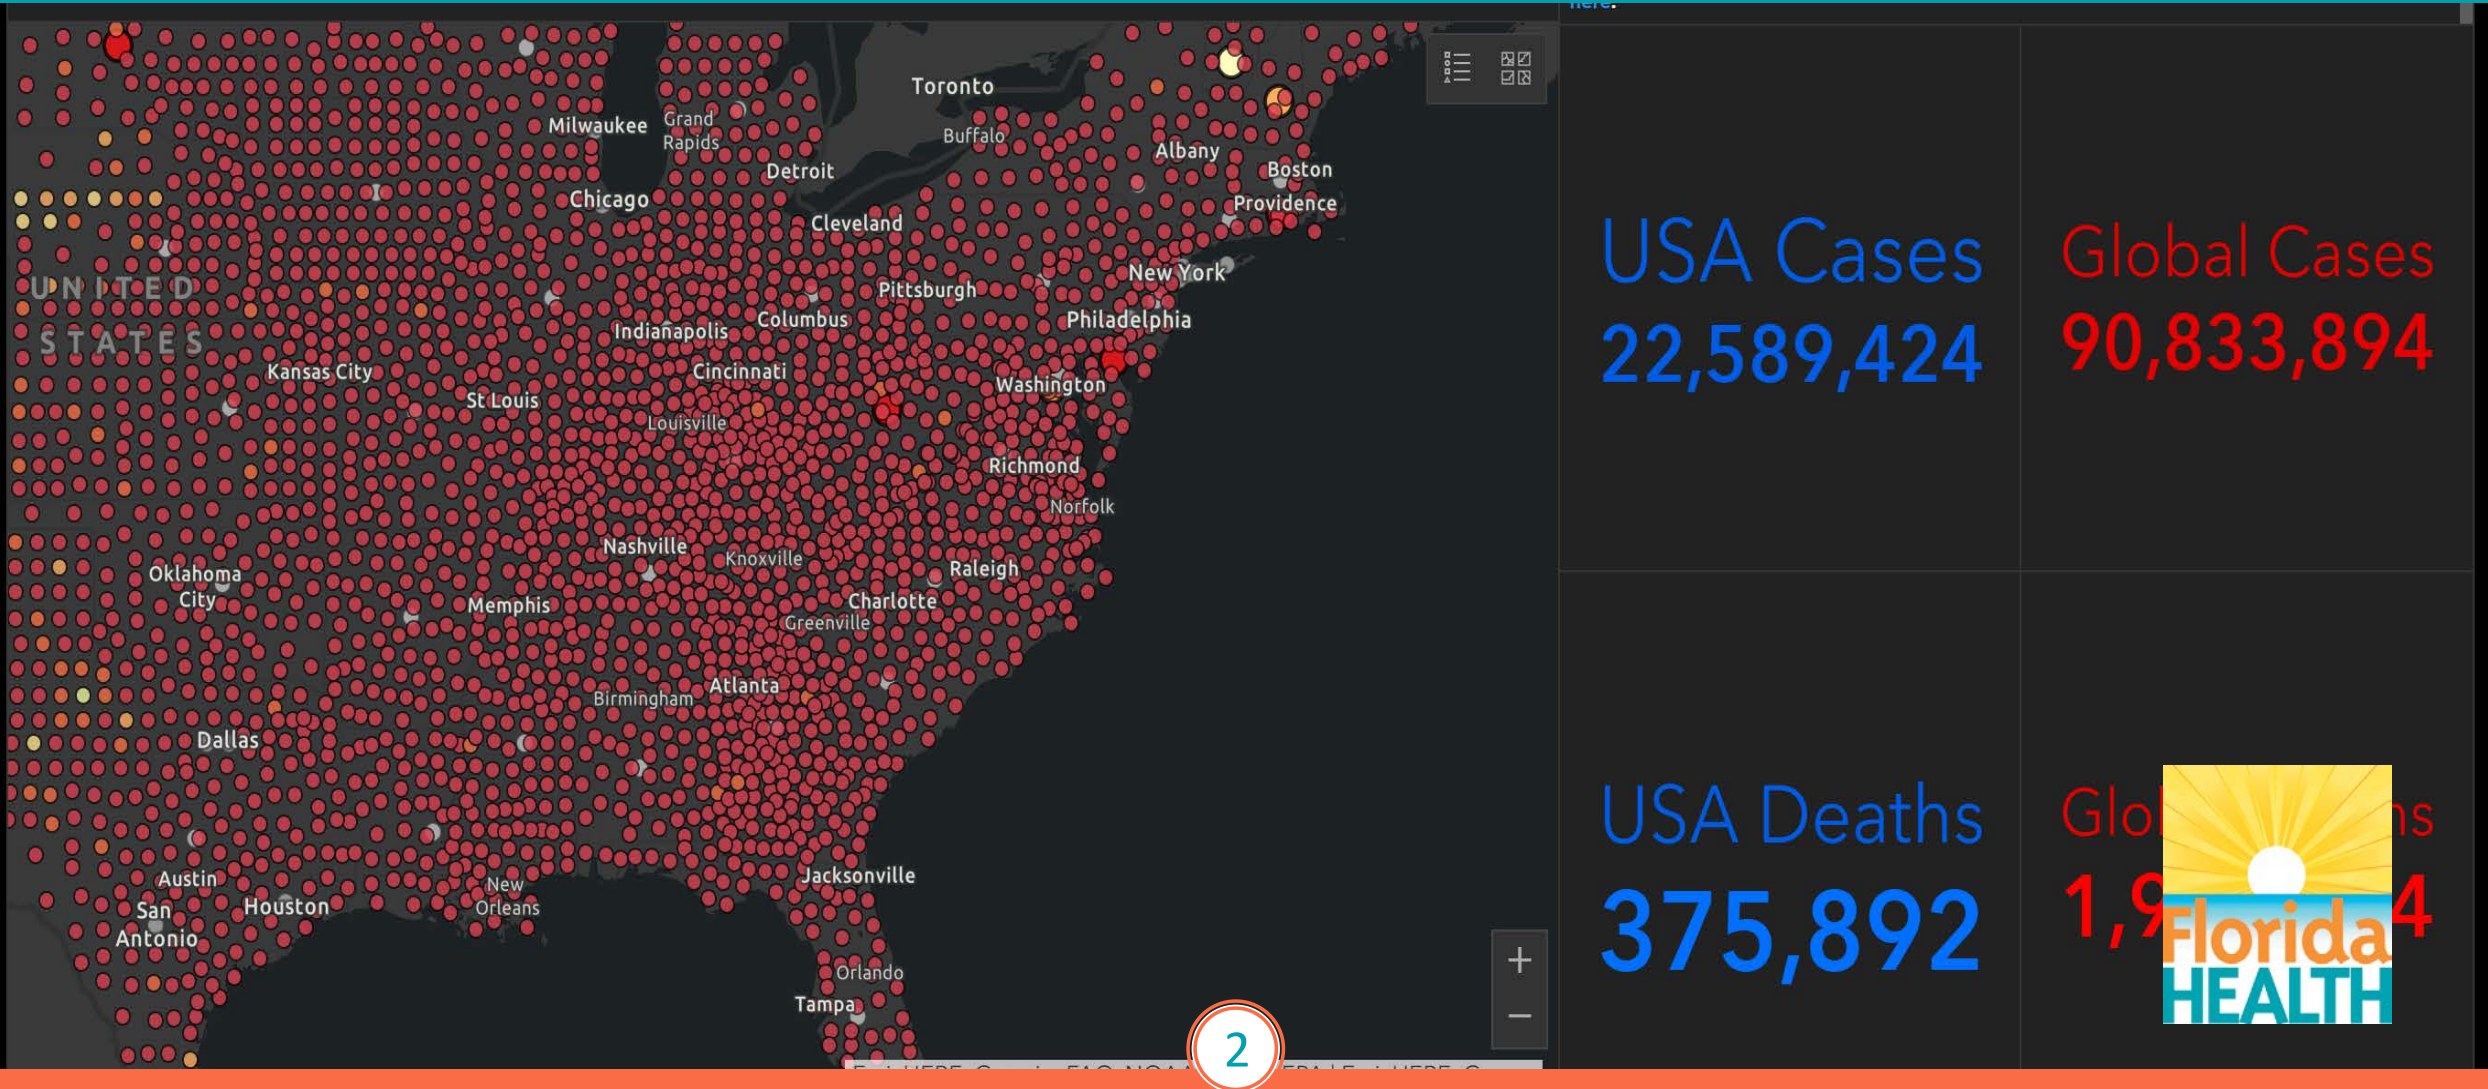 here.
Toronto
Milwaukee
Grand
Rapids
Buffalo
Albany
Detroit
Boston
Chicago
Providence
Cleveland
New York
UNITED
Pittsburgh
Columbus
Philadelphia
Indianapolis
STATES
Kansas City
Cincinnati
Washington
St Louis
Louisville
Richmond
Norfolk
Nashville
Knoxville
Raleigh
Oklahoma
City
Memphis
Charlotte
Greenville
Atlanta
Birmingham
Dallas
Jacksonville
Austin
New
Orleans
San
Antonio
Houston
Orlando
Tampa
+
−
2
USA Cases
22,589,424
Global Cases
90,833,894
USA Deaths
375,892
Florida
HEALTH